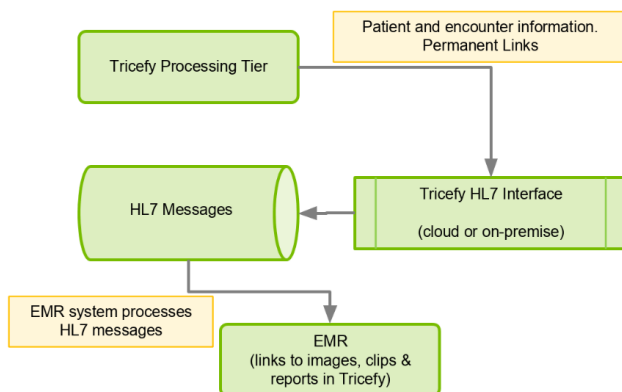 Patient and encounter information.
Permanent Links
Tricefy Processing Tier
HL7 Messages
Tricefy HL7 Interface
(cloud or on-premise)
EMR system processes
HL7 messages
EMR
(links to images, clips &
reports in Tricefy)